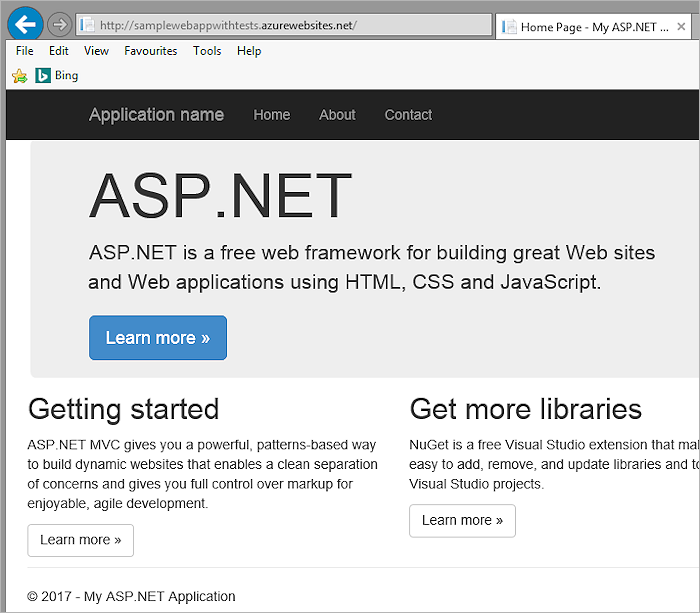 http://samplewebappwithtests.azurewebsites.net/
Home Page - My ASP.NET ...
File Edit View Favourites Tools Help
Bing
Application name Home About Contact
ASP.NET
ASP.NET is a free web framework for building great Web sites
and Web applications using HTML, CSS and JavaScript.
Learn more »
Getting started
ASP.NET MVC gives you a powerful, patterns-based way
to build dynamic websites that enables a clean separation
of concerns and gives you full control over markup for
enjoyable, agile development.
Learn more »
Get more libraries
NuGet is a free Visual Studio extension that
easy to add, remove, and update libraries and
Visual Studio projects.
Learn more »
© 2017 - My ASP.NET Application